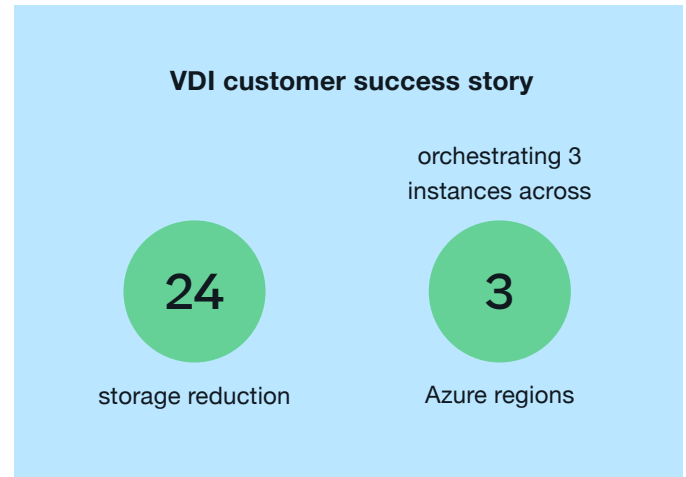 VDI customer success story
24
storage reduction
orchestrating 3
instances across
3
Azure regions